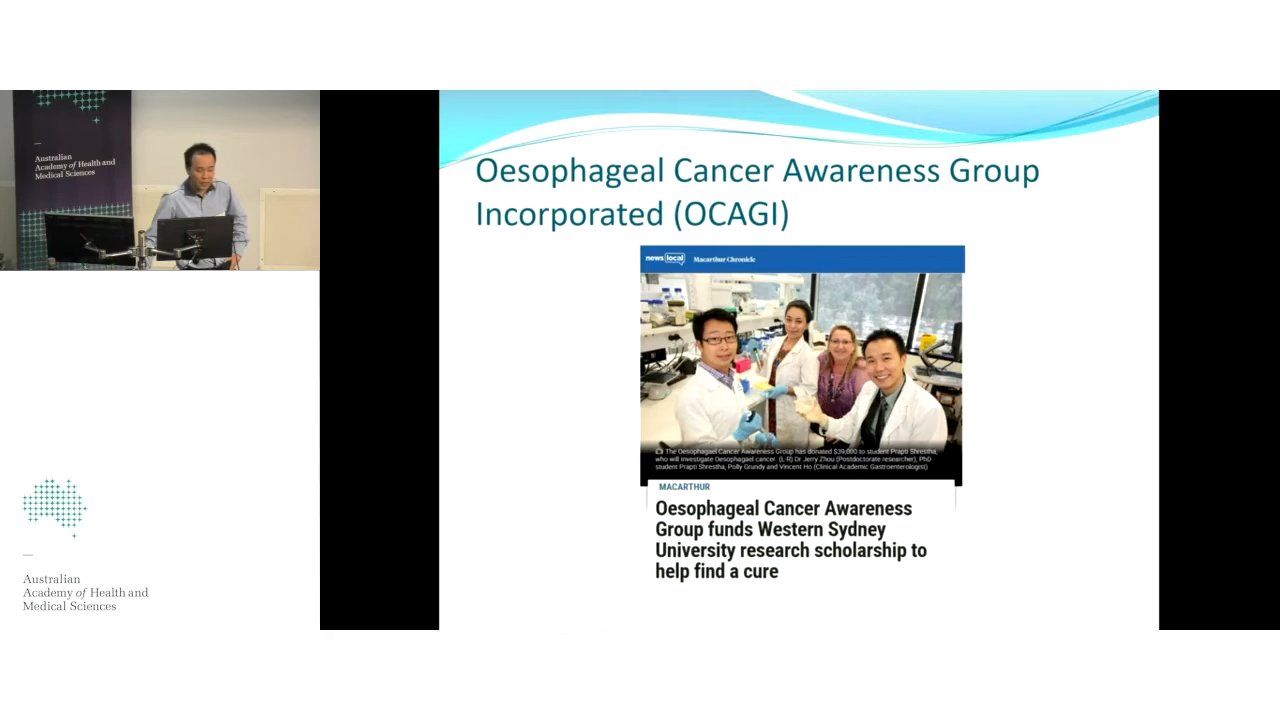 Australian
Academy of Health and
Medical Sciences
Oesophageal Cancer Awareness Group
Incorporated (OCAGI)
news local Macarthur Chronicle
The Oesophagael Cancer Awareness Group has donated $39,000 to student Prapti Shrestha,
who will investigate Oesophagael cancer. (L-R) Dr Jerry Zhou (Postdoctorate researcher), PhD
student Prapti Shrestha, Polly Grundy and Vincent Ho (Clinical Academic Gastroenterologist)
MACARTHUR
Oesophageal Cancer Awareness
Group funds Western Sydney
University research scholarship to
help find a cure
Australian
Academy of Health and
Medical Sciences